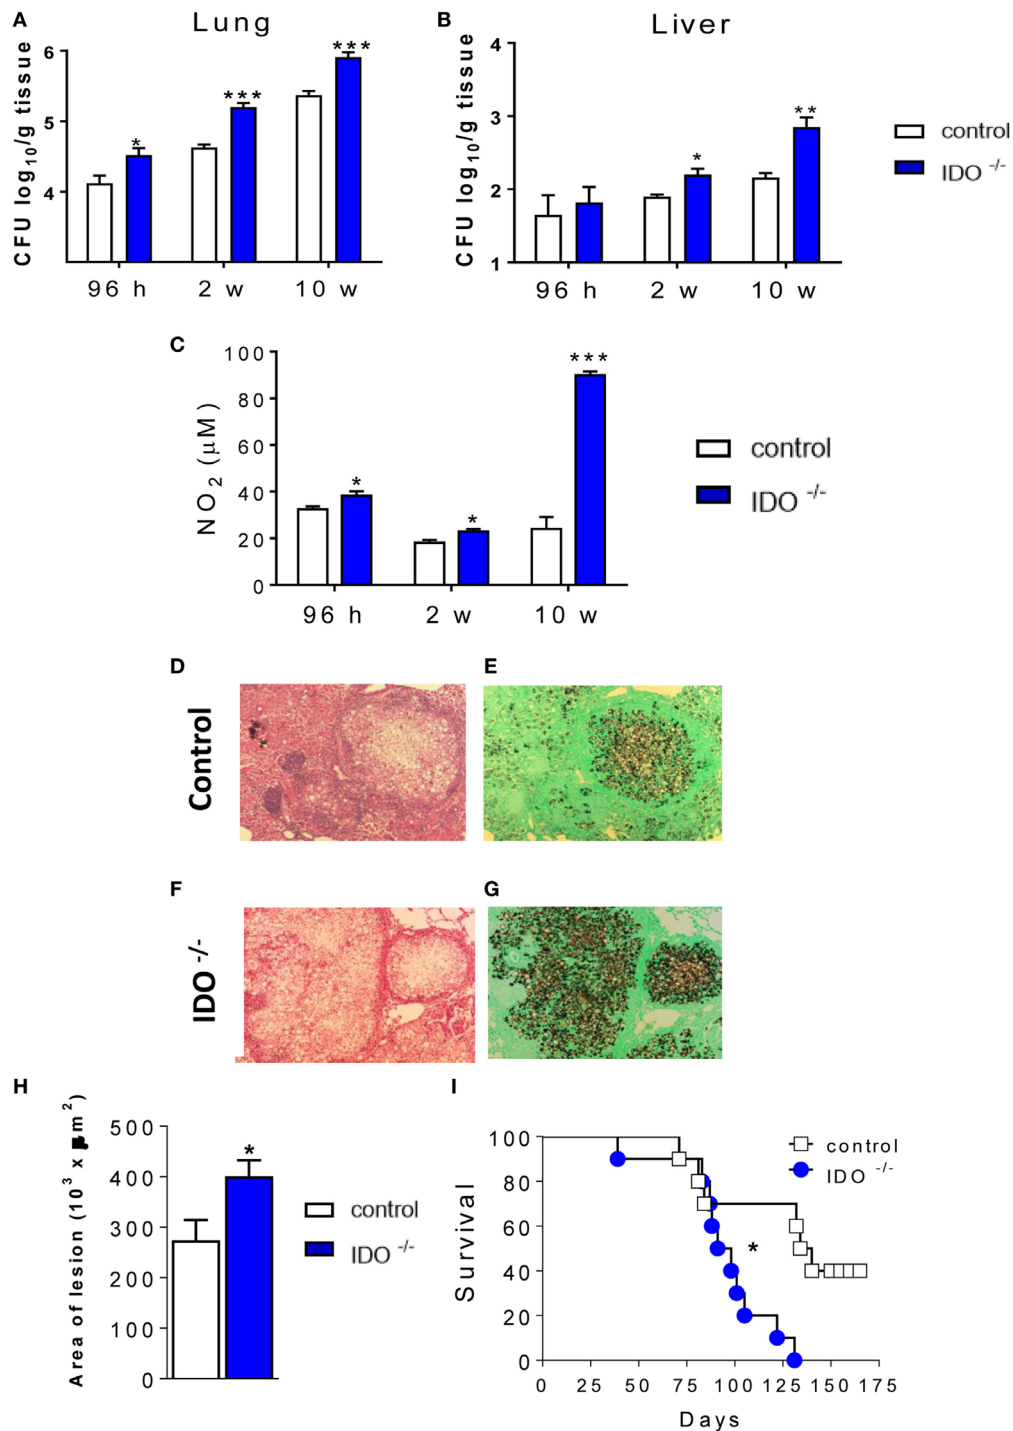 A
Lung
CFU log10/g tissue
6
5
4
*
***
***
96 h
2 w
10 w
B
Liver
CFU log10/g tissue
4
3
2
1
*
**
96 h
2 w
10 w
control
IDO -/-
C
NO2 (µM)
100
80
60
40
20
0
*
*
***
96 h
2 w
10 w
control
IDO -/-
D
E
Control
F
G
IDO -/-
H
Area of lesion (10³ x µm²)
500
400
300
200
100
0
*
control
IDO -/-
I
Survival
100
80
60
40
20
0
*
control
IDO -/-
0 25 50 75 100 125 150 175
Days